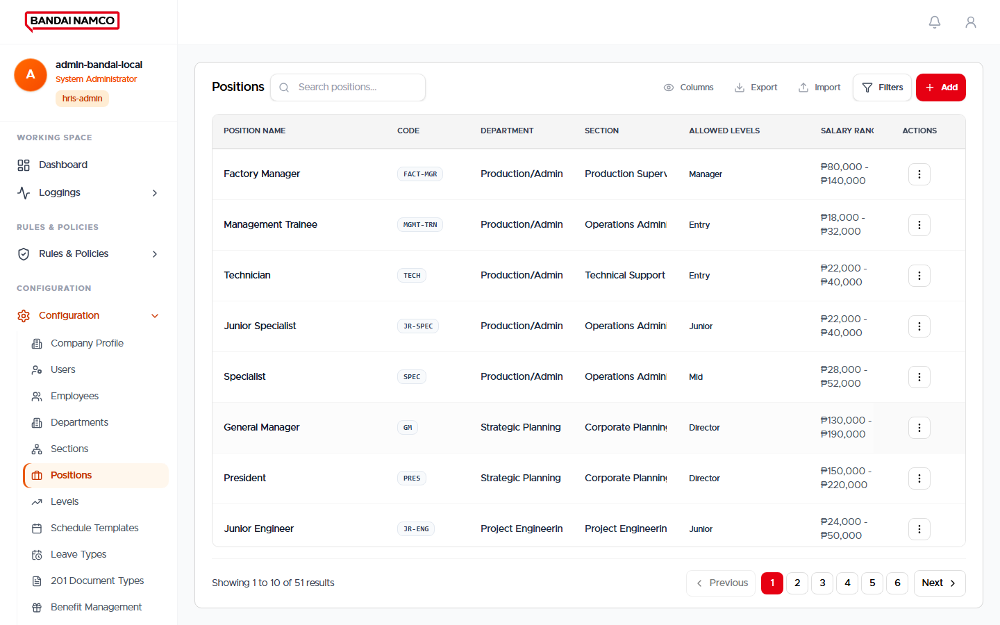 BANDAI NAMCO
A
admin-bandai-local
System Administrator
hris-admin
WORKING SPACE
Dashboard
Loggings
RULES & POLICIES
Rules & Policies
CONFIGURATION
Configuration
Company Profile
Users
Employees
Departments
Sections
Positions
Levels
Schedule Templates
Leave Types
201 Document Types
Benefit Management
Positions
Search positions...
Columns
Export
Import
Filters
Add
POSITION NAME CODE DEPARTMENT SECTION ALLOWED LEVELS SALARY RANG ACTIONS
Factory Manager FACT-MGR Production/Admin Production Superv Manager ₱80,000 -
₱140,000
Management Trainee MGMT-TRN Production/Admin Operations Admini Entry ₱18,000 -
₱32,000
Technician TECH Production/Admin Technical Support Entry ₱22,000 -
₱40,000
Junior Specialist JR-SPEC Production/Admin Operations Admini Junior ₱22,000 -
₱40,000
Specialist SPEC Production/Admin Operations Admini Mid ₱28,000 -
₱52,000
General Manager GM Strategic Planning Corporate Planning Director ₱130,000 -
₱190,000
President PRES Strategic Planning Corporate Planning Director ₱150,000 -
₱220,000
Junior Engineer JR-ENG Project Engineerin Project Engineerin Junior ₱24,000 -
₱50,000
Showing 1 to 10 of 51 results
Previous 1 2 3 4 5 6 Next